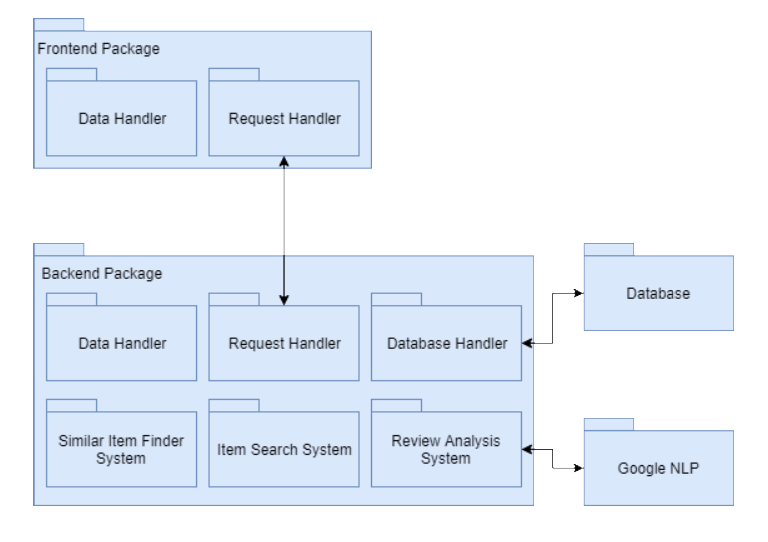 Frontend Package
Data Handler
Request Handler
Backend Package
Database
Data Handler
Request Handler
Database Handler
Similar Item Finder
System
Item Search System
Review Analysis
System
Google NLP